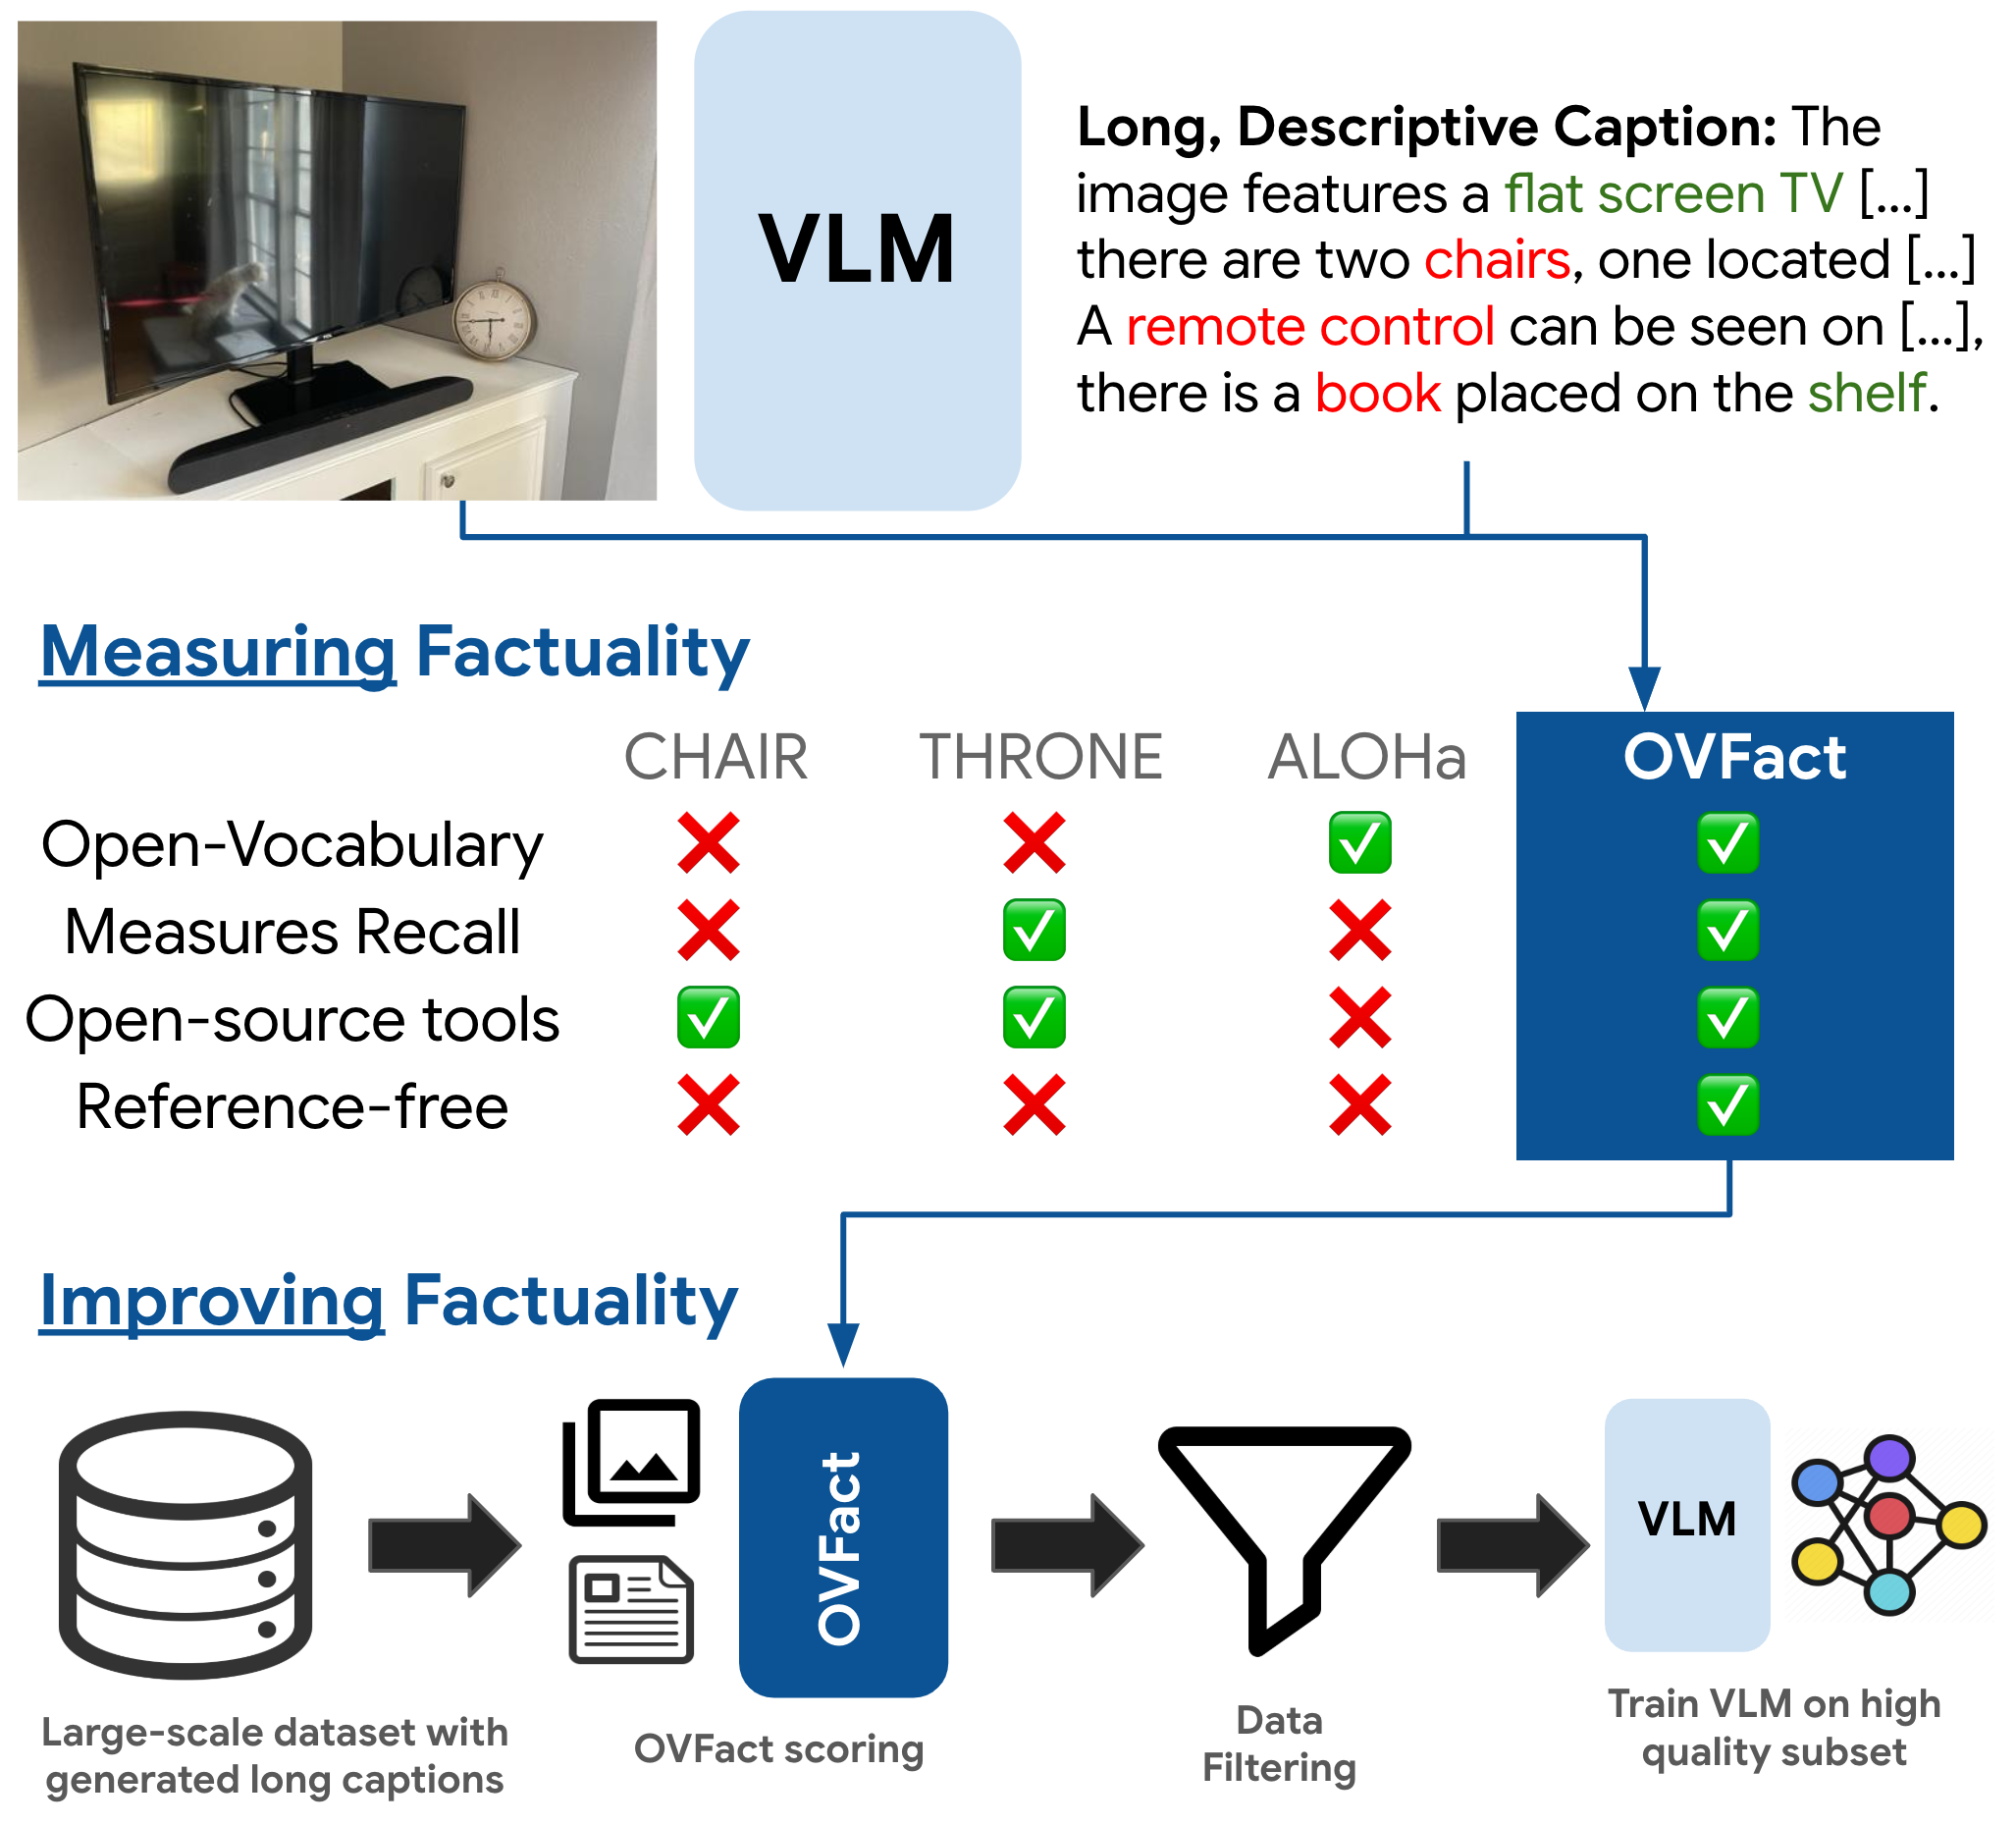 VLM
Long, Descriptive Caption: The
image features a flat screen TV [...]
there are two chairs, one located [...]
A remote control can be seen on [...],
there is a book placed on the shelf.
Measuring Factuality
CHAIR THRONE ALOHa OVFact
Open-Vocabulary
Measures Recall
Open-source tools
Reference-free
Improving Factuality
OVFact
VLM
Large-scale dataset with
generated long captions
OVFact scoring
Data
Filtering
Train VLM on high
quality subset